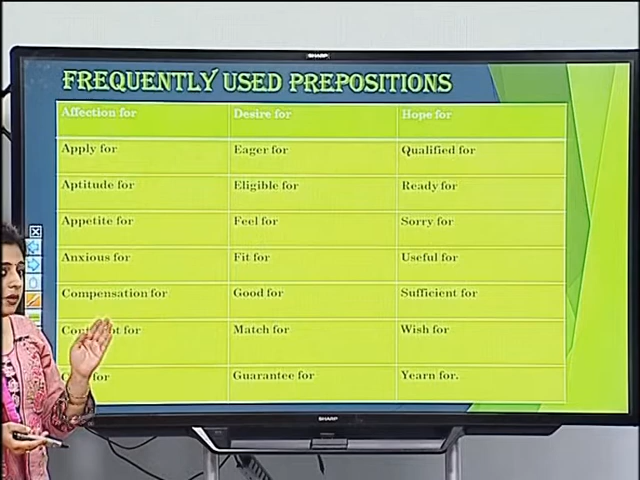 SHARP
FREQUENTLY USED PREPOSITIONS
Affection for Desire for Hope for
Apply for Eager for Qualified for
Aptitude for Eligible for Ready for
Appetite for Feel for Sorry for
Anxious for Fit for Useful for
Compensation for Good for Sufficient for
for Match for Wish for
for Guarantee for Yearn for.
SHARP